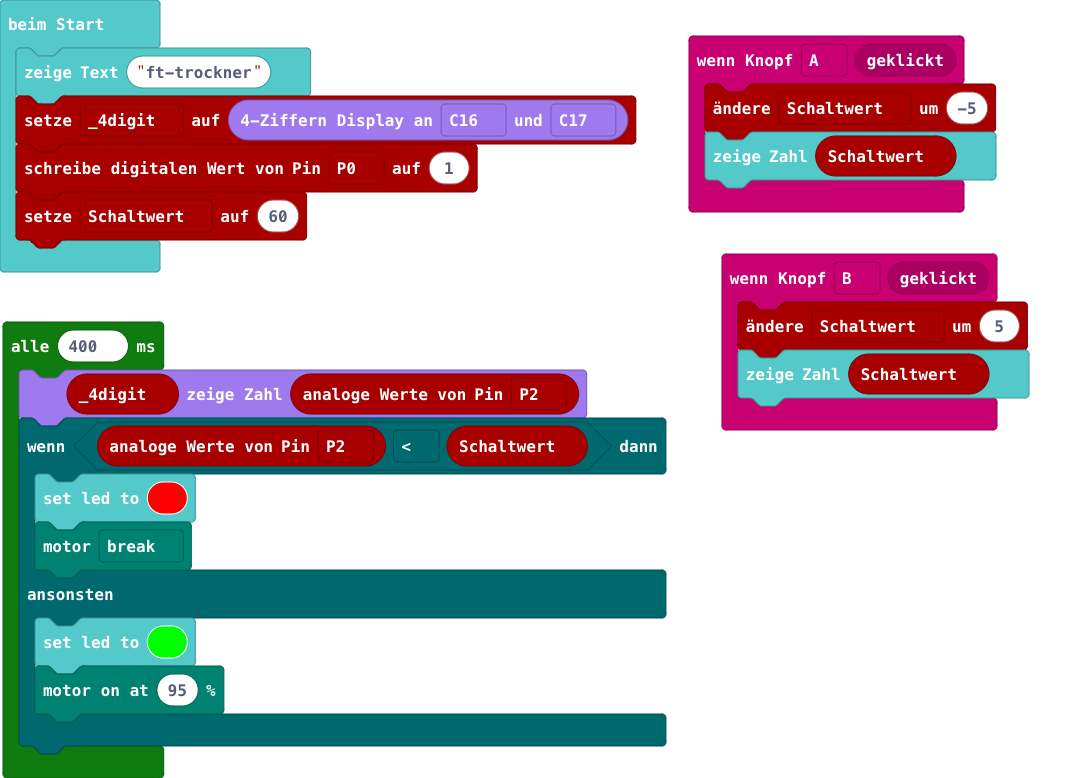 beim Start
zeige Text "ft-trockner"
setze _4digit auf 4-Ziffern Display an C16 und C17
schreibe digitalen Wert von Pin P0 auf 1
setze Schaltwert auf 60
alle 400 ms
_4digit zeige Zahl analoge Werte von Pin P2
wenn analoge Werte von Pin P2 < Schaltwert dann
set led to
motor break
ansonsten
set led to
motor on at 95 %
wenn Knopf A geklickt
ändere Schaltwert um -5
zeige Zahl Schaltwert
wenn Knopf B geklickt
ändere Schaltwert um 5
zeige Zahl Schaltwert